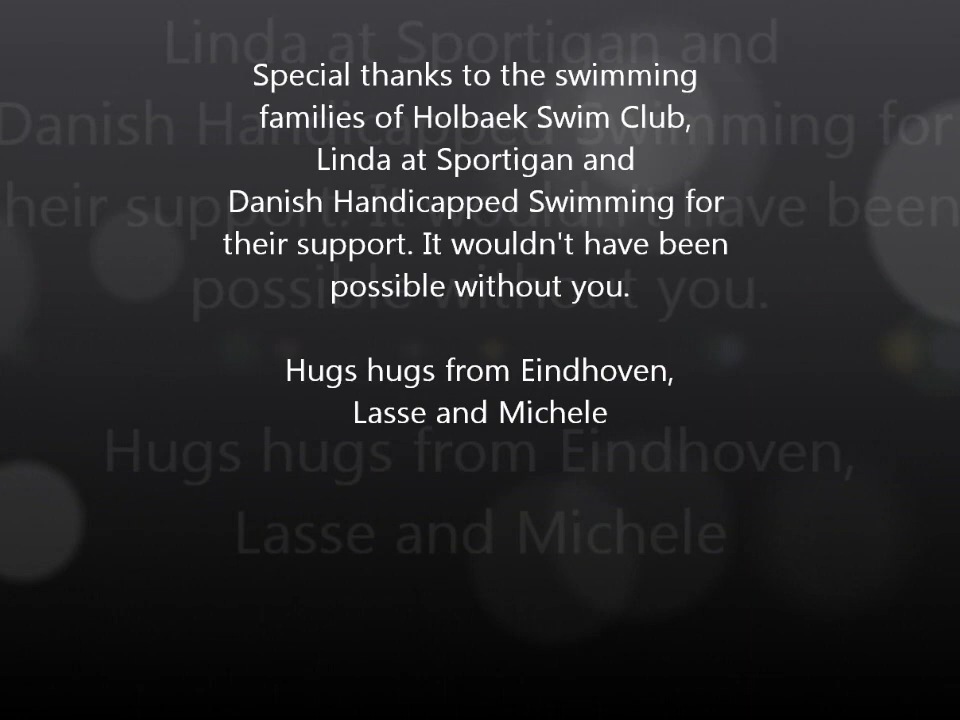 Special thanks to the swimming
families of Holbaek Swim Club,
Linda at Sportigan and
Danish Handicapped Swimming for
their support. It wouldn't have been
possible without you.
Hugs hugs from Eindhoven,
Lasse and Michele